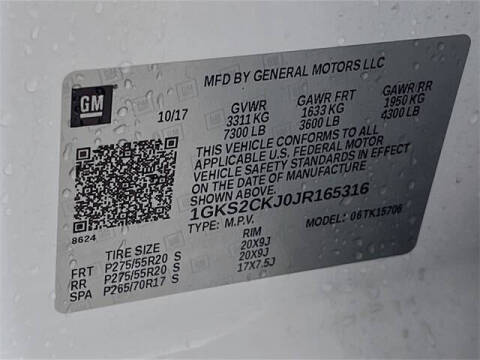 MFD BY GENERAL MOTORS LLC
GM
10/17
GVWR GAWR FRT GAWR RR
3311 KG 1633 KG 1950 KG
7300 LB 3600 LB 4300 LB
THIS VEHICLE CONFORMS TO ALL
APPLICABLE U.S. FEDERAL MOTOR
VEHICLE SAFETY STANDARDS IN EFFECT
ON THE DATE OF MANUFACTURE
SHOWN ABOVE.
1GKS2CKJ0JR165316
TYPE: M.P.V. MODEL: 06TK15706
8624
TIRE SIZE RIM
FRT P275/55R20 S 20X9J
RR P275/55R20 S 20X9J
SPA P265/70R17 S 17X7.5J